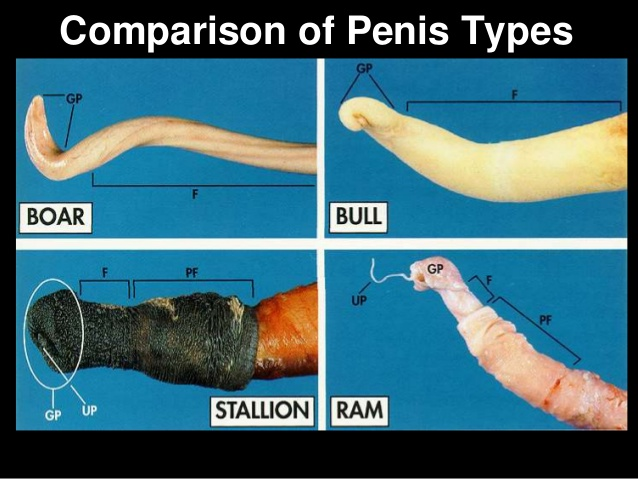 Comparison of Penis Types
GP
F
BOAR
GP
F
BULL
F
PF
GP
UP
STALLION
UP
GP
F
PF
RAM